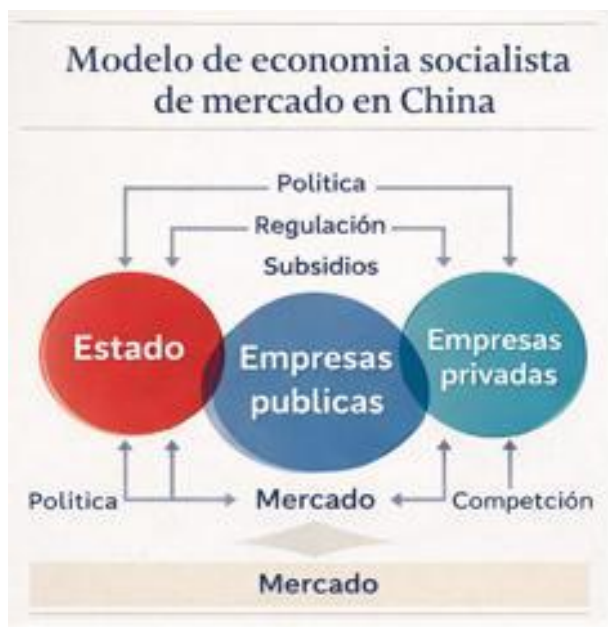 Modelo de economia socialista
de mercado en China
Politica
Regulación
Subsidios
Estado
Empresas
publicas
Empresas
privadas
Politica
Mercado
Competción
Mercado